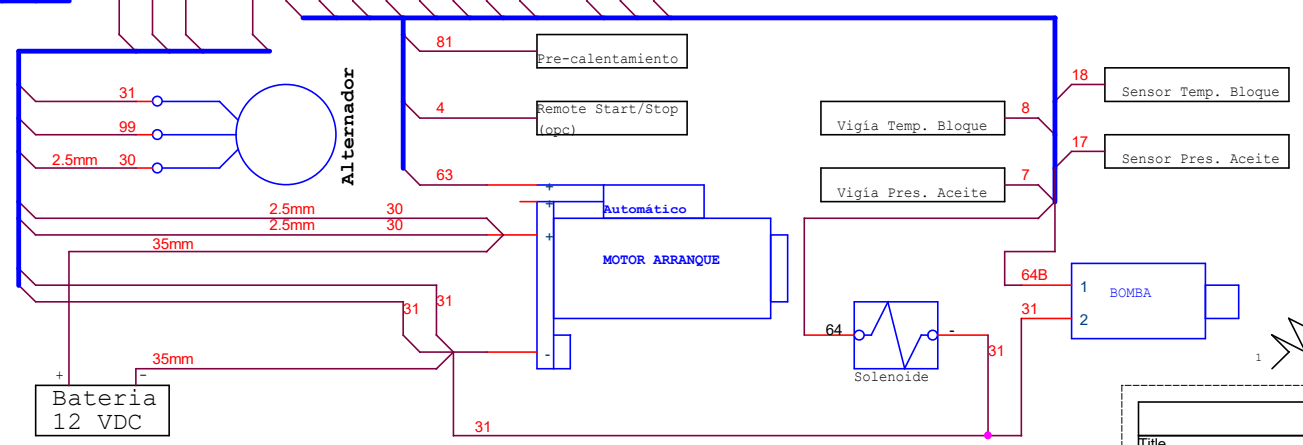 81
Pre-calentamiento
18
Sensor Temp. Bloque
31
4
Remote Start/Stop
(opc)
8
Vigía Temp. Bloque
99
Alternador
17
Sensor Pres. Aceite
2.5mm 30
63
7
Vigía Pres. Aceite
+
+
Automático
2.5mm 30
2.5mm 30
+
35mm
MOTOR ARRANQUE
64B
1
BOMBA
31
31
31
2
64
-
31
-
35mm
Solenoide
1
+
-
Bateria
12 VDC
31
Title